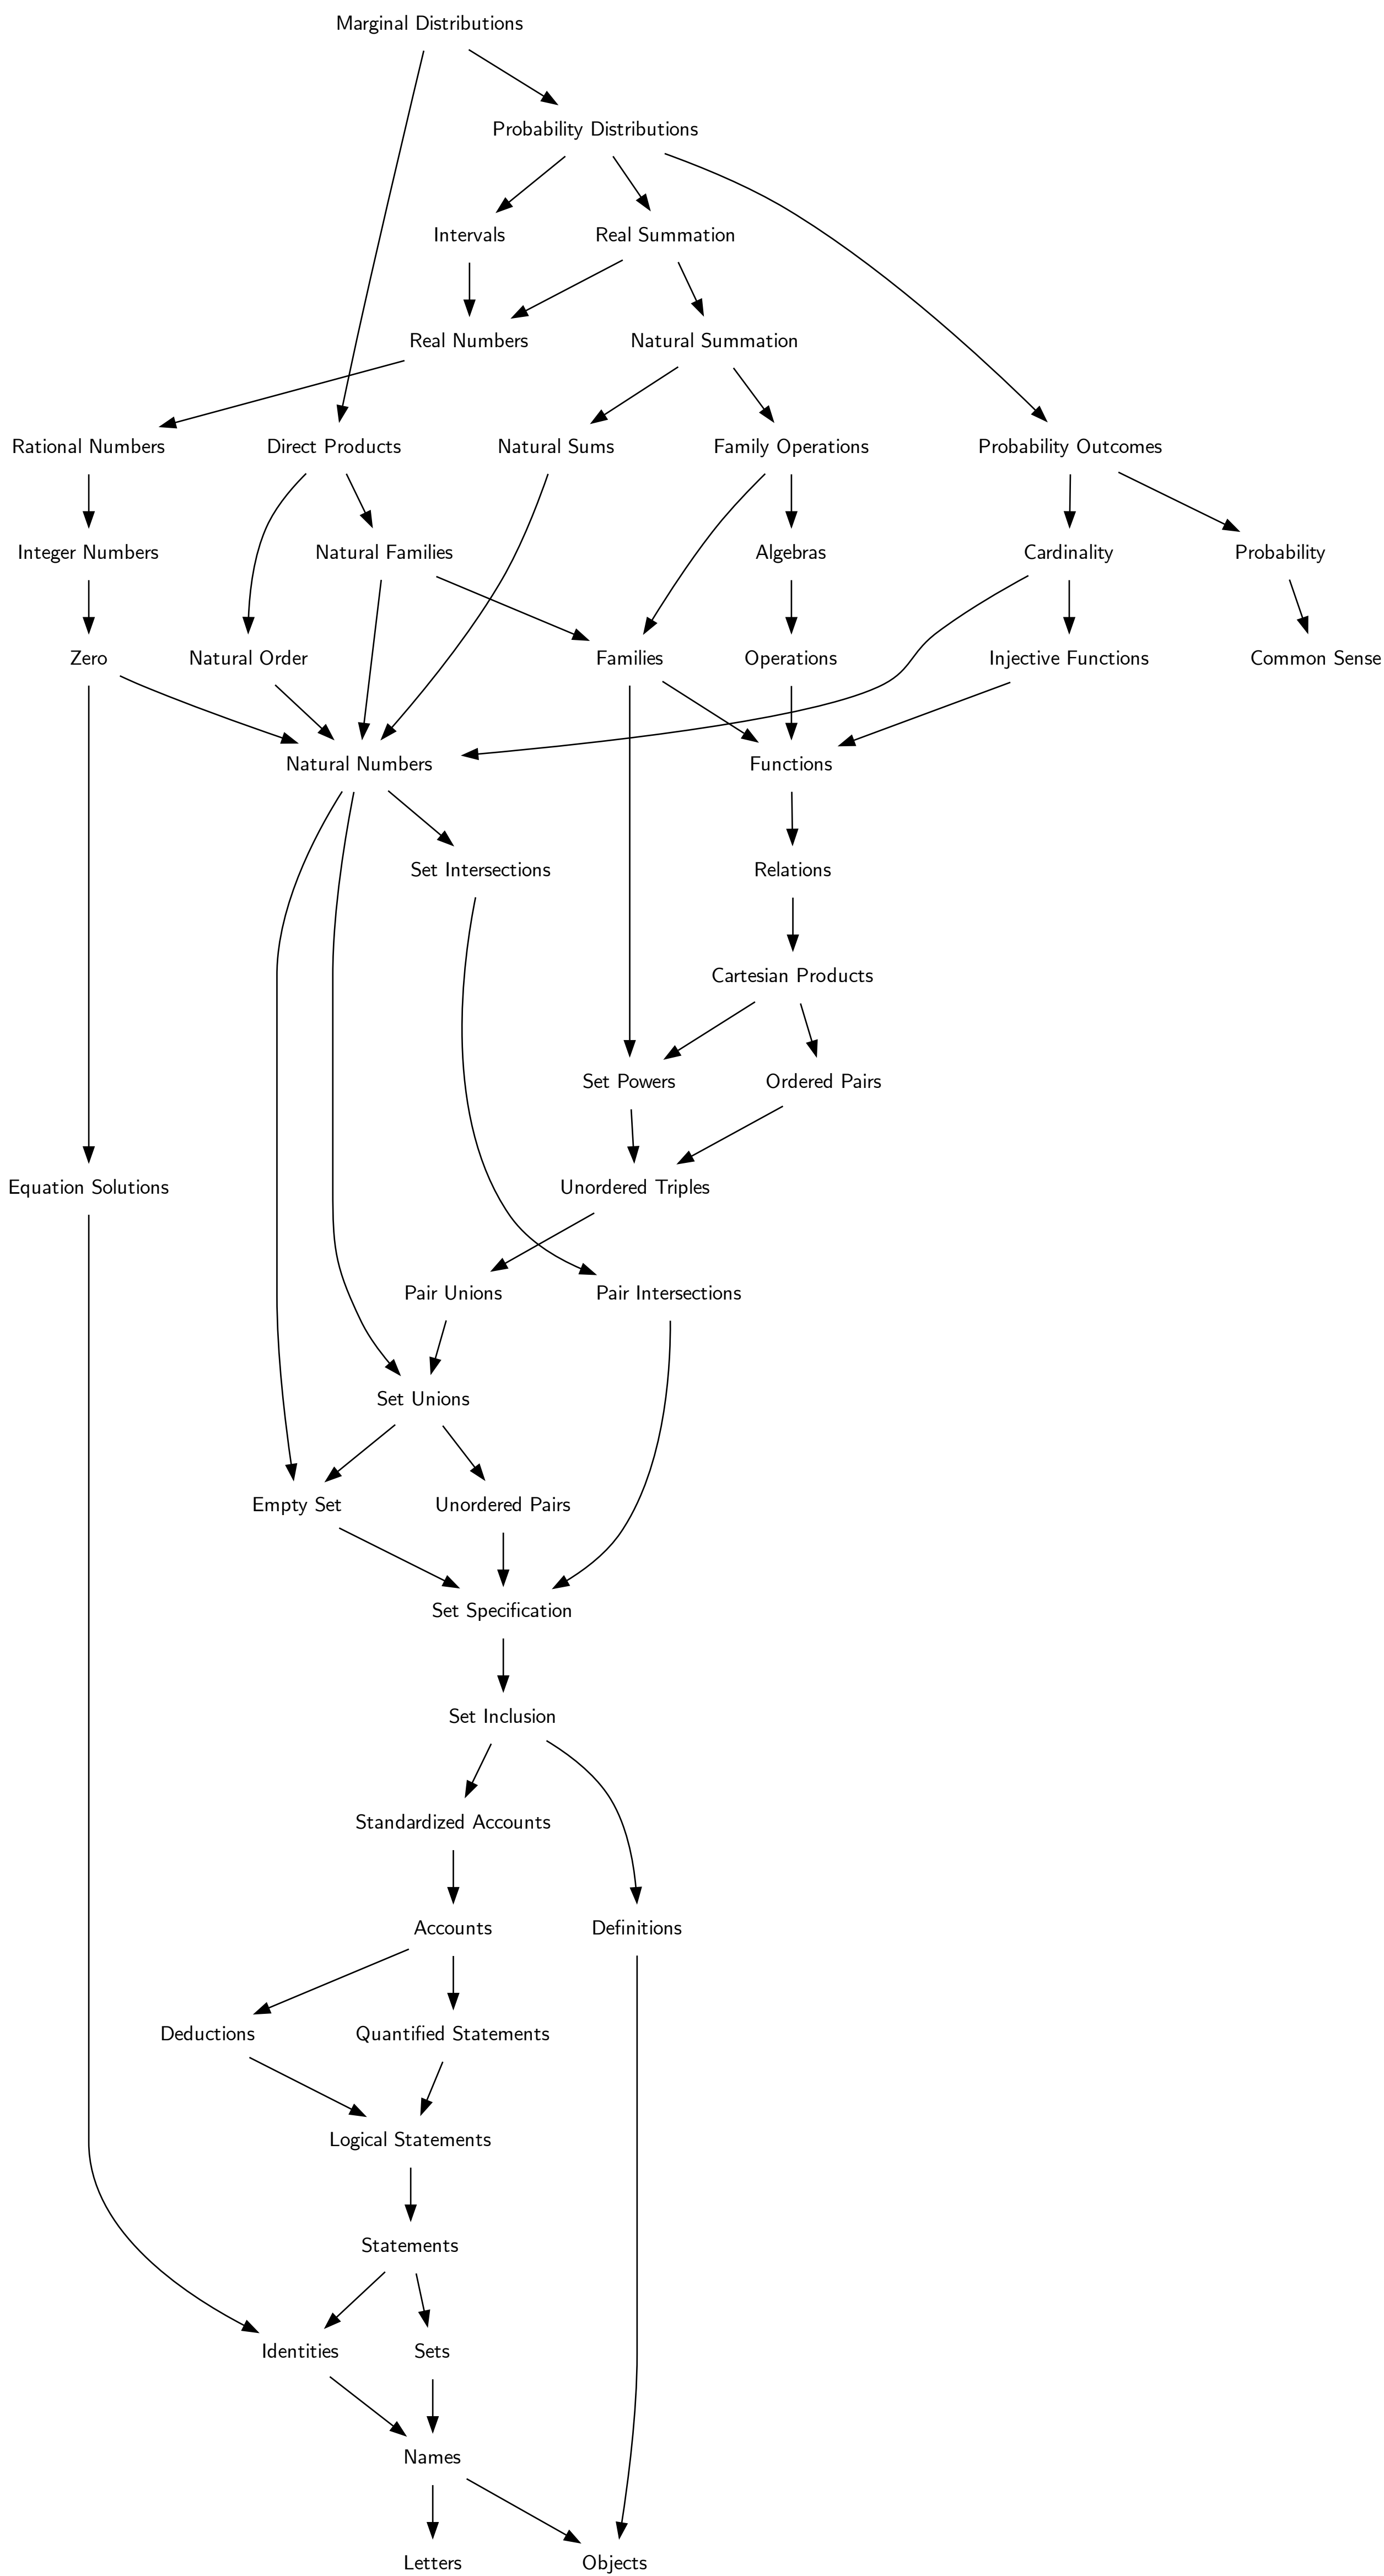 Marginal Distributions
Probability Distributions
Intervals
Real Summation
Real Numbers
Natural Summation
Rational Numbers
Direct Products
Natural Sums
Family Operations
Probability Outcomes
Integer Numbers
Natural Families
Algebras
Cardinality
Probability
Zero
Natural Order
Families
Operations
Injective Functions
Common Sense
Natural Numbers
Functions
Set Intersections
Relations
Cartesian Products
Set Powers
Ordered Pairs
Equation Solutions
Unordered Triples
Pair Unions
Pair Intersections
Set Unions
Empty Set
Unordered Pairs
Set Specification
Set Inclusion
Standardized Accounts
Accounts
Definitions
Deductions
Quantified Statements
Logical Statements
Statements
Identities
Sets
Names
Letters
Objects